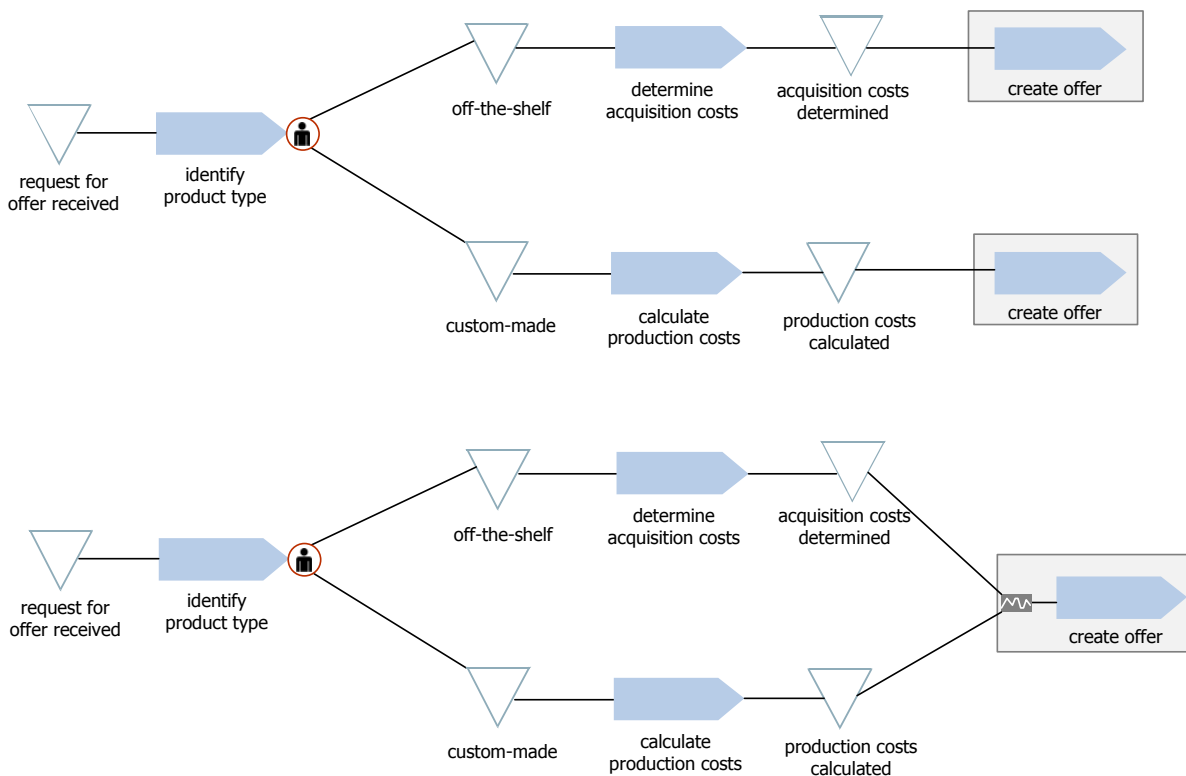 off-the-shelf
determine
acquisition costs
acquisition costs
determined
create offer
request for
offer received
identify
product type
custom-made
calculate
production costs
production costs
calculated
create offer
off-the-shelf
determine
acquisition costs
acquisition costs
determined
request for
offer received
identify
product type
create offer
custom-made
calculate
production costs
production costs
calculated